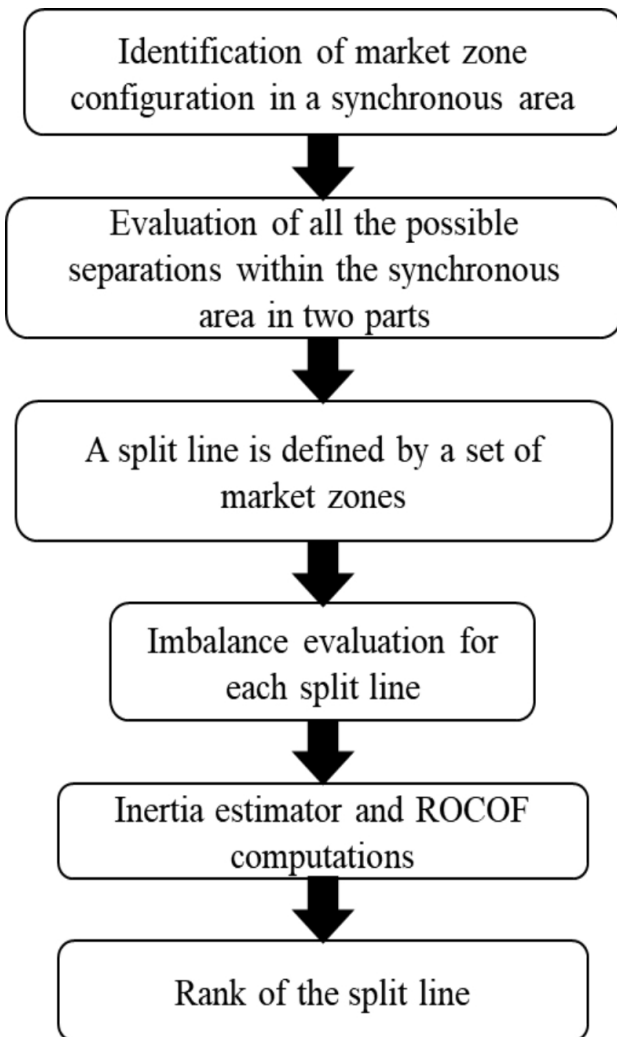 Identification of market zone
configuration in a synchronous area
Evaluation of all the possible
separations within the synchronous
area in two parts
A split line is defined by a set of
market zones
Imbalance evaluation for
each split line
Inertia estimator and ROCOF
computations
Rank of the split line